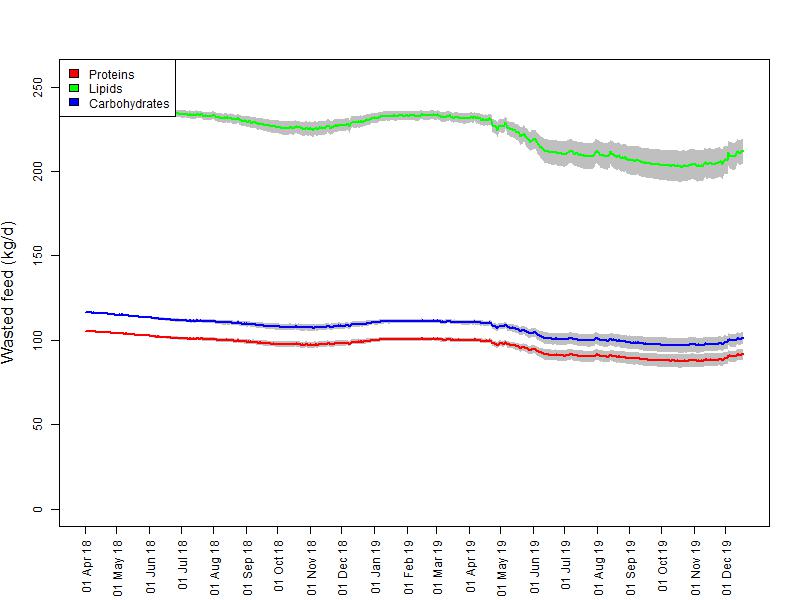 Proteins
Lipids
Carbohydrates
Wasted feed (kg/d)
250
200
150
100
50
0
01 Apr 18
01 May 18
01 Jun 18
01 Jul 18
01 Aug 18
01 Sep 18
01 Oct 18
01 Nov 18
01 Dec 18
01 Jan 19
01 Feb 19
01 Mar 19
01 Apr 19
01 May 19
01 Jun 19
01 Jul 19
01 Aug 19
01 Sep 19
01 Oct 19
01 Nov 19
01 Dec 19